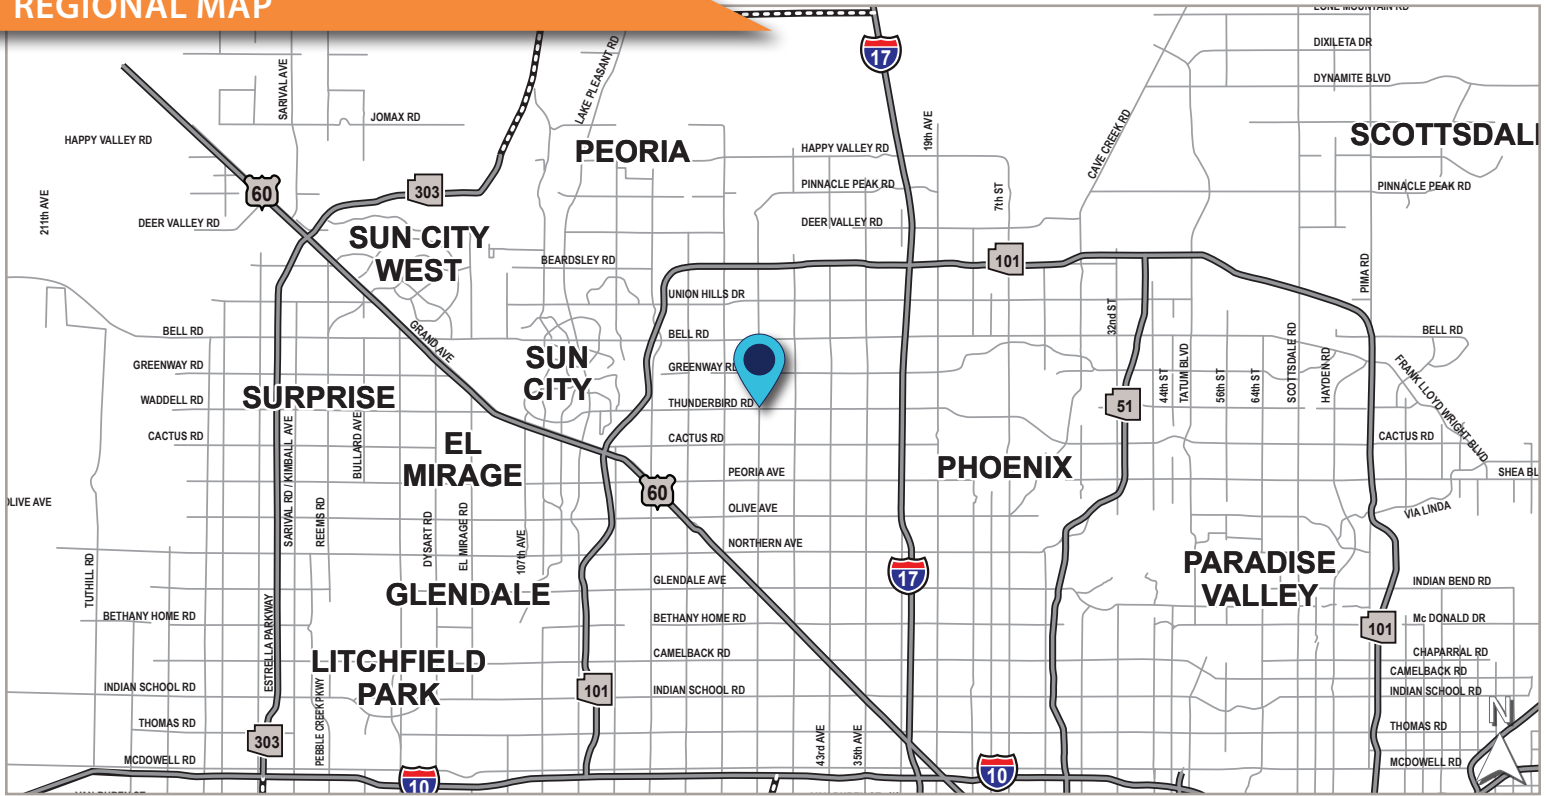 REGIONAL MAP
LONE MOUNTAIN RD
DIXILETA DR
DYNAMITE BLVD
17
SARIVAL AVE
LAKE PLEASANT RD
JOMAX RD
HAPPY VALLEY RD
PEORIA
HAPPY VALLEY RD
19th AVE
CAVE CREEK RD
SCOTTSDAL
60
303
PINNACLE PEAK RD
7th ST
PINNACLE PEAK RD
211th AVE
DEER VALLEY RD
DEER VALLEY RD
SUN CITY
WEST
BEARDSLEY RD
101
PIMA RD
UNION HILLS DR
32nd ST
BELL RD
GRAND AVE
BELL RD
BELL RD
GREENWAY RD
SUN
CITY
GREENWAY RD
44th ST
TATUM BLVD
56th ST
64th ST
SCOTTSDALE RD
HAYDEN RD
FRANK LLOYD WRIGHT BLVD
SURPRISE
WADDELL RD
THUNDERBIRD RD
51
CACTUS RD
SARIVAL RD / KIMBALL AVE
BULLARD AVE
EL
MIRAGE
CACTUS RD
CACTUS RD
PEORIA AVE
PHOENIX
SHEA BL
60
OLIVE AVE
REEMS RD
DYSART RD
EL MIRAGE RD
107th AVE
OLIVE AVE
VIA LINDA
NORTHERN AVE
TUTHILL RD
17
PARADISE
VALLEY
GLENDALE
GLENDALE AVE
INDIAN BEND RD
BETHANY HOME RD
ESTRELLA PARKWAY
BETHANY HOME RD
101
Mc DONALD DR
LITCHFIELD
PARK
CAMELBACK RD
CHAPARRAL RD
CAMELBACK RD
INDIAN SCHOOL RD
PEBBLE CREEK PKWY
101
INDIAN SCHOOL RD
INDIAN SCHOOL RD
THOMAS RD
303
43rd AVE
35th AVE
THOMAS RD
N
MCDOWELL RD
10
10
MCDOWELL RD